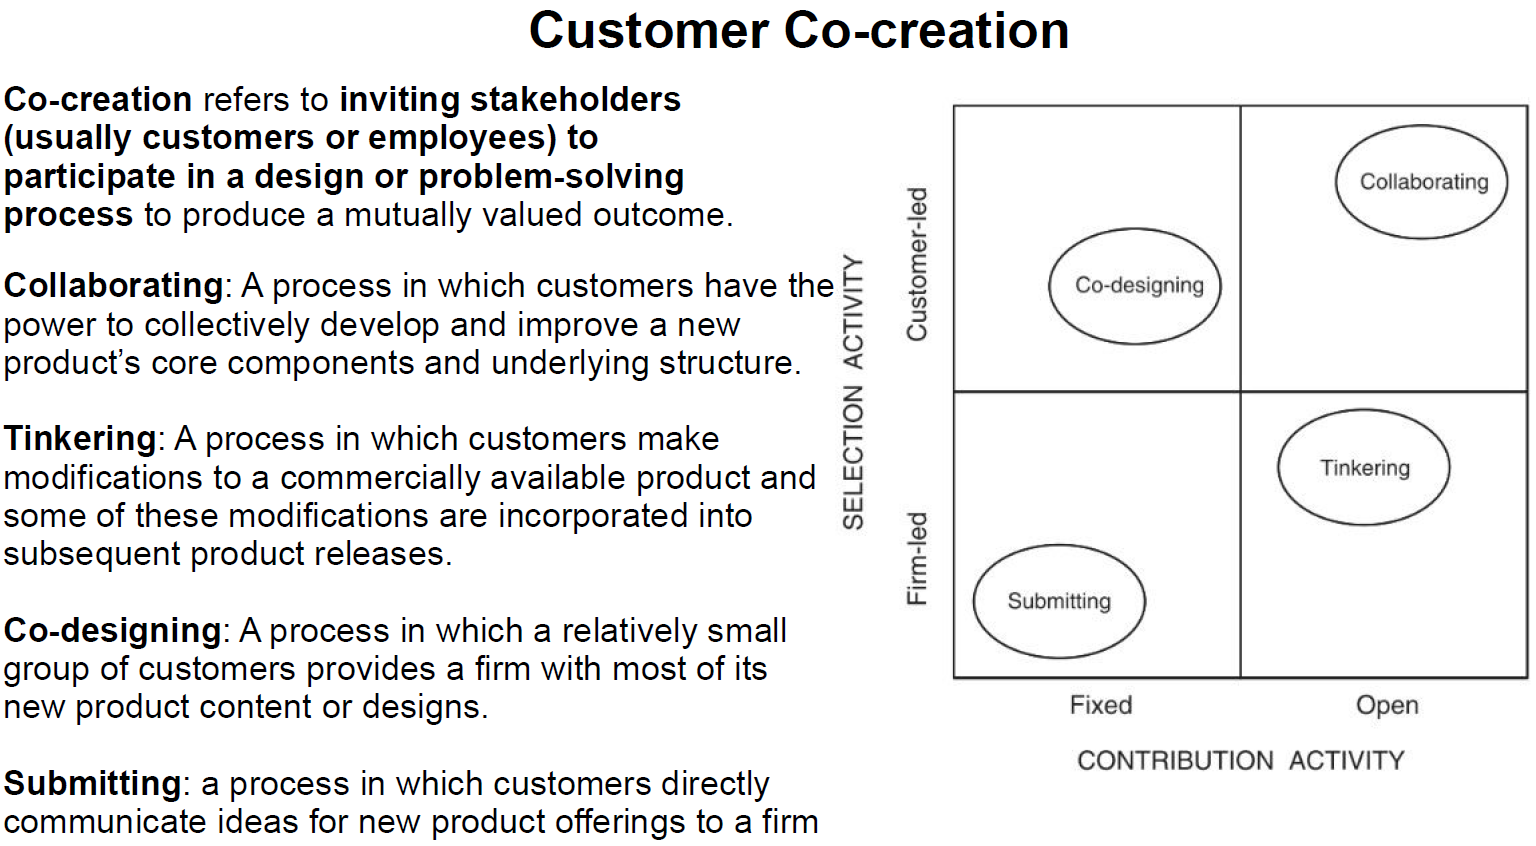 Customer Co-creation
Co-creation refers to inviting stakeholders
(usually customers or employees) to
participate in a design or problem-solving
process to produce a mutually valued outcome.
Collaborating: A process in which customers have the
power to collectively develop and improve a new
product’s core components and underlying structure.
Tinkering: A process in which customers make
modifications to a commercially available product and
some of these modifications are incorporated into
subsequent product releases.
Co-designing: A process in which a relatively small
group of customers provides a firm with most of its
new product content or designs.
Submitting: a process in which customers directly
communicate ideas for new product offerings to a firm
SELECTION ACTIVITY
Customer-led
Firm-led
Collaborating
Co-designing
Tinkering
Submitting
Fixed
Open
CONTRIBUTION ACTIVITY